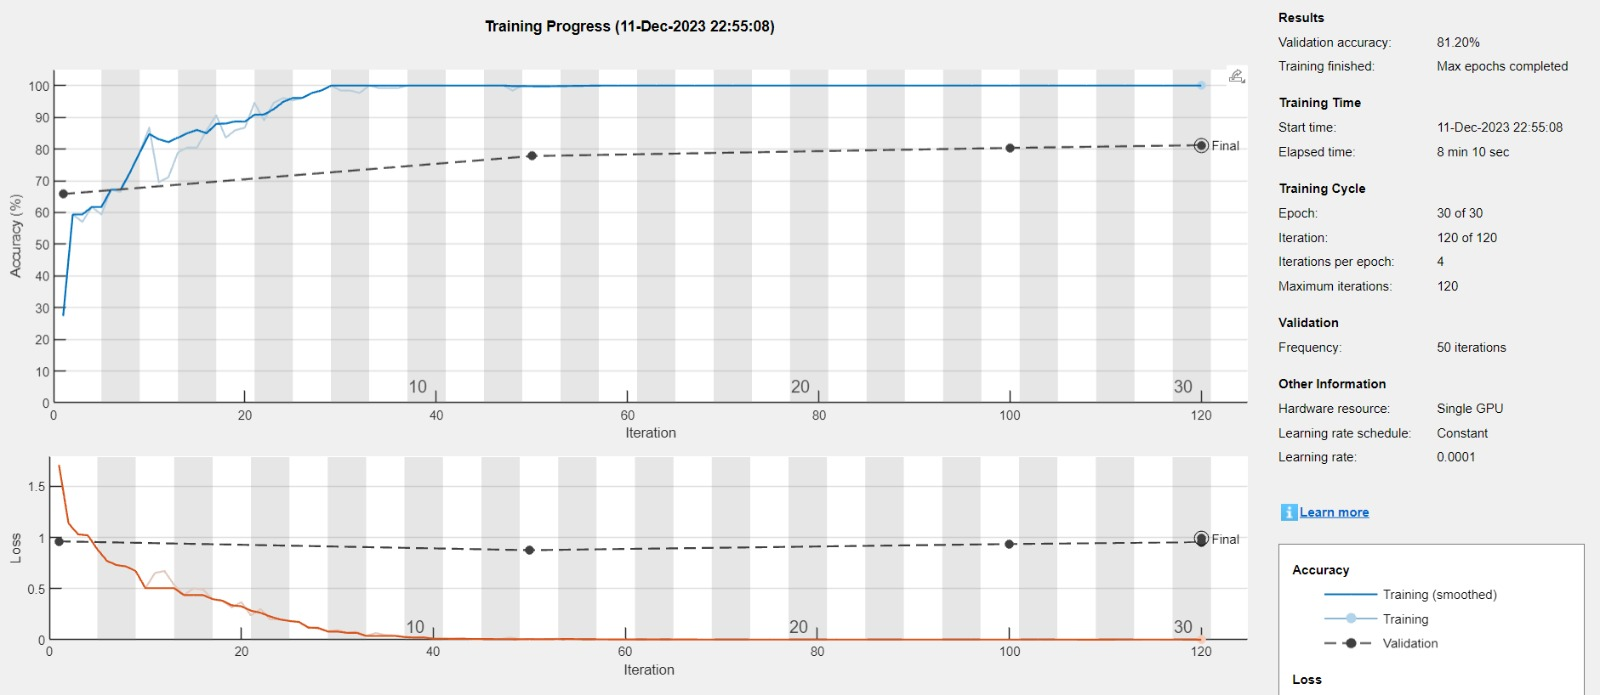 Training Progress (11-Dec-2023 22:55:08)
Accuracy (%)
100
90
80
70
60
50
40
30
20
10
0
Final
10
20
30
0
20
40
60
80
100
120
Iteration
Loss
1.5
1
0.5
0
Final
10
20
30
0
20
40
60
80
100
120
Iteration
Results
Validation accuracy: 81.20%
Training finished: Max epochs completed
Training Time
Start time: 11-Dec-2023 22:55:08
Elapsed time: 8 min 10 sec
Training Cycle
Epoch: 30 of 30
Iteration: 120 of 120
Iterations per epoch: 4
Maximum iterations: 120
Validation
Frequency: 50 iterations
Other Information
Hardware resource: Single GPU
Learning rate schedule: Constant
Learning rate: 0.0001
i Learn more
Accuracy
Training (smoothed)
Training
Validation
Loss